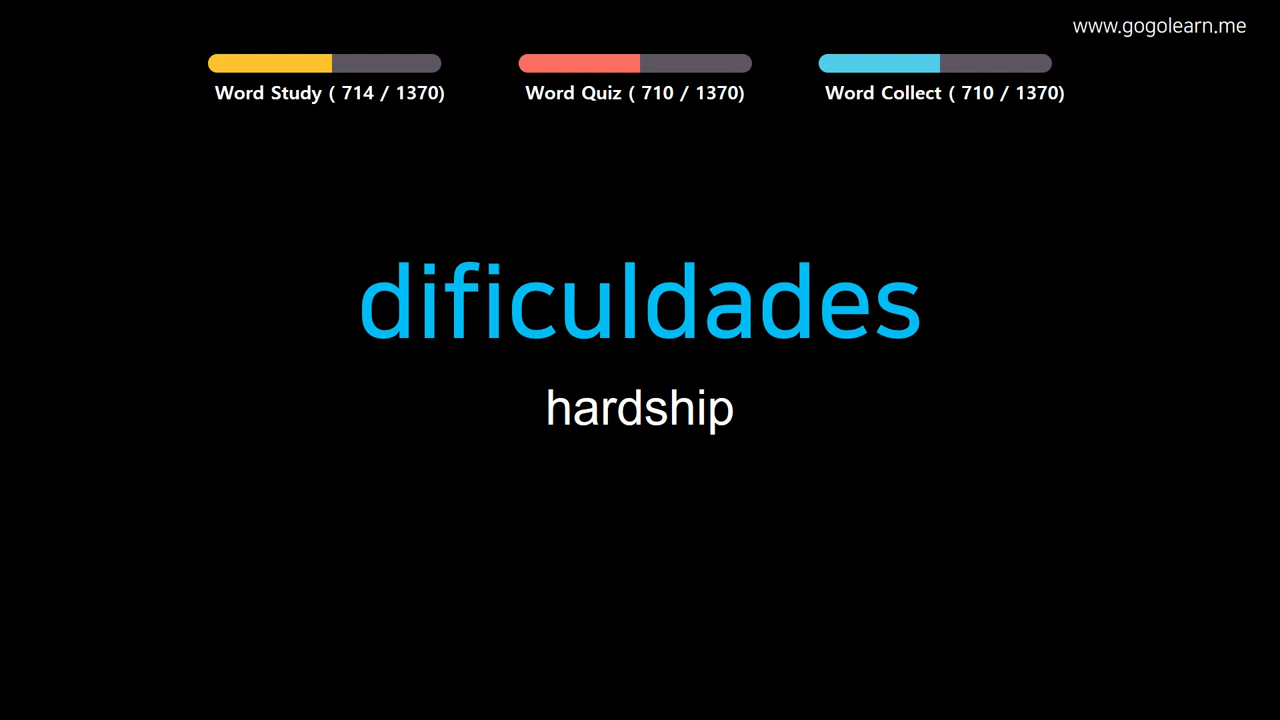 www.gogolearn.me
Word Study ( 714 / 1370)
Word Quiz ( 710 / 1370)
Word Collect ( 710 / 1370)
dificuldades
hardship